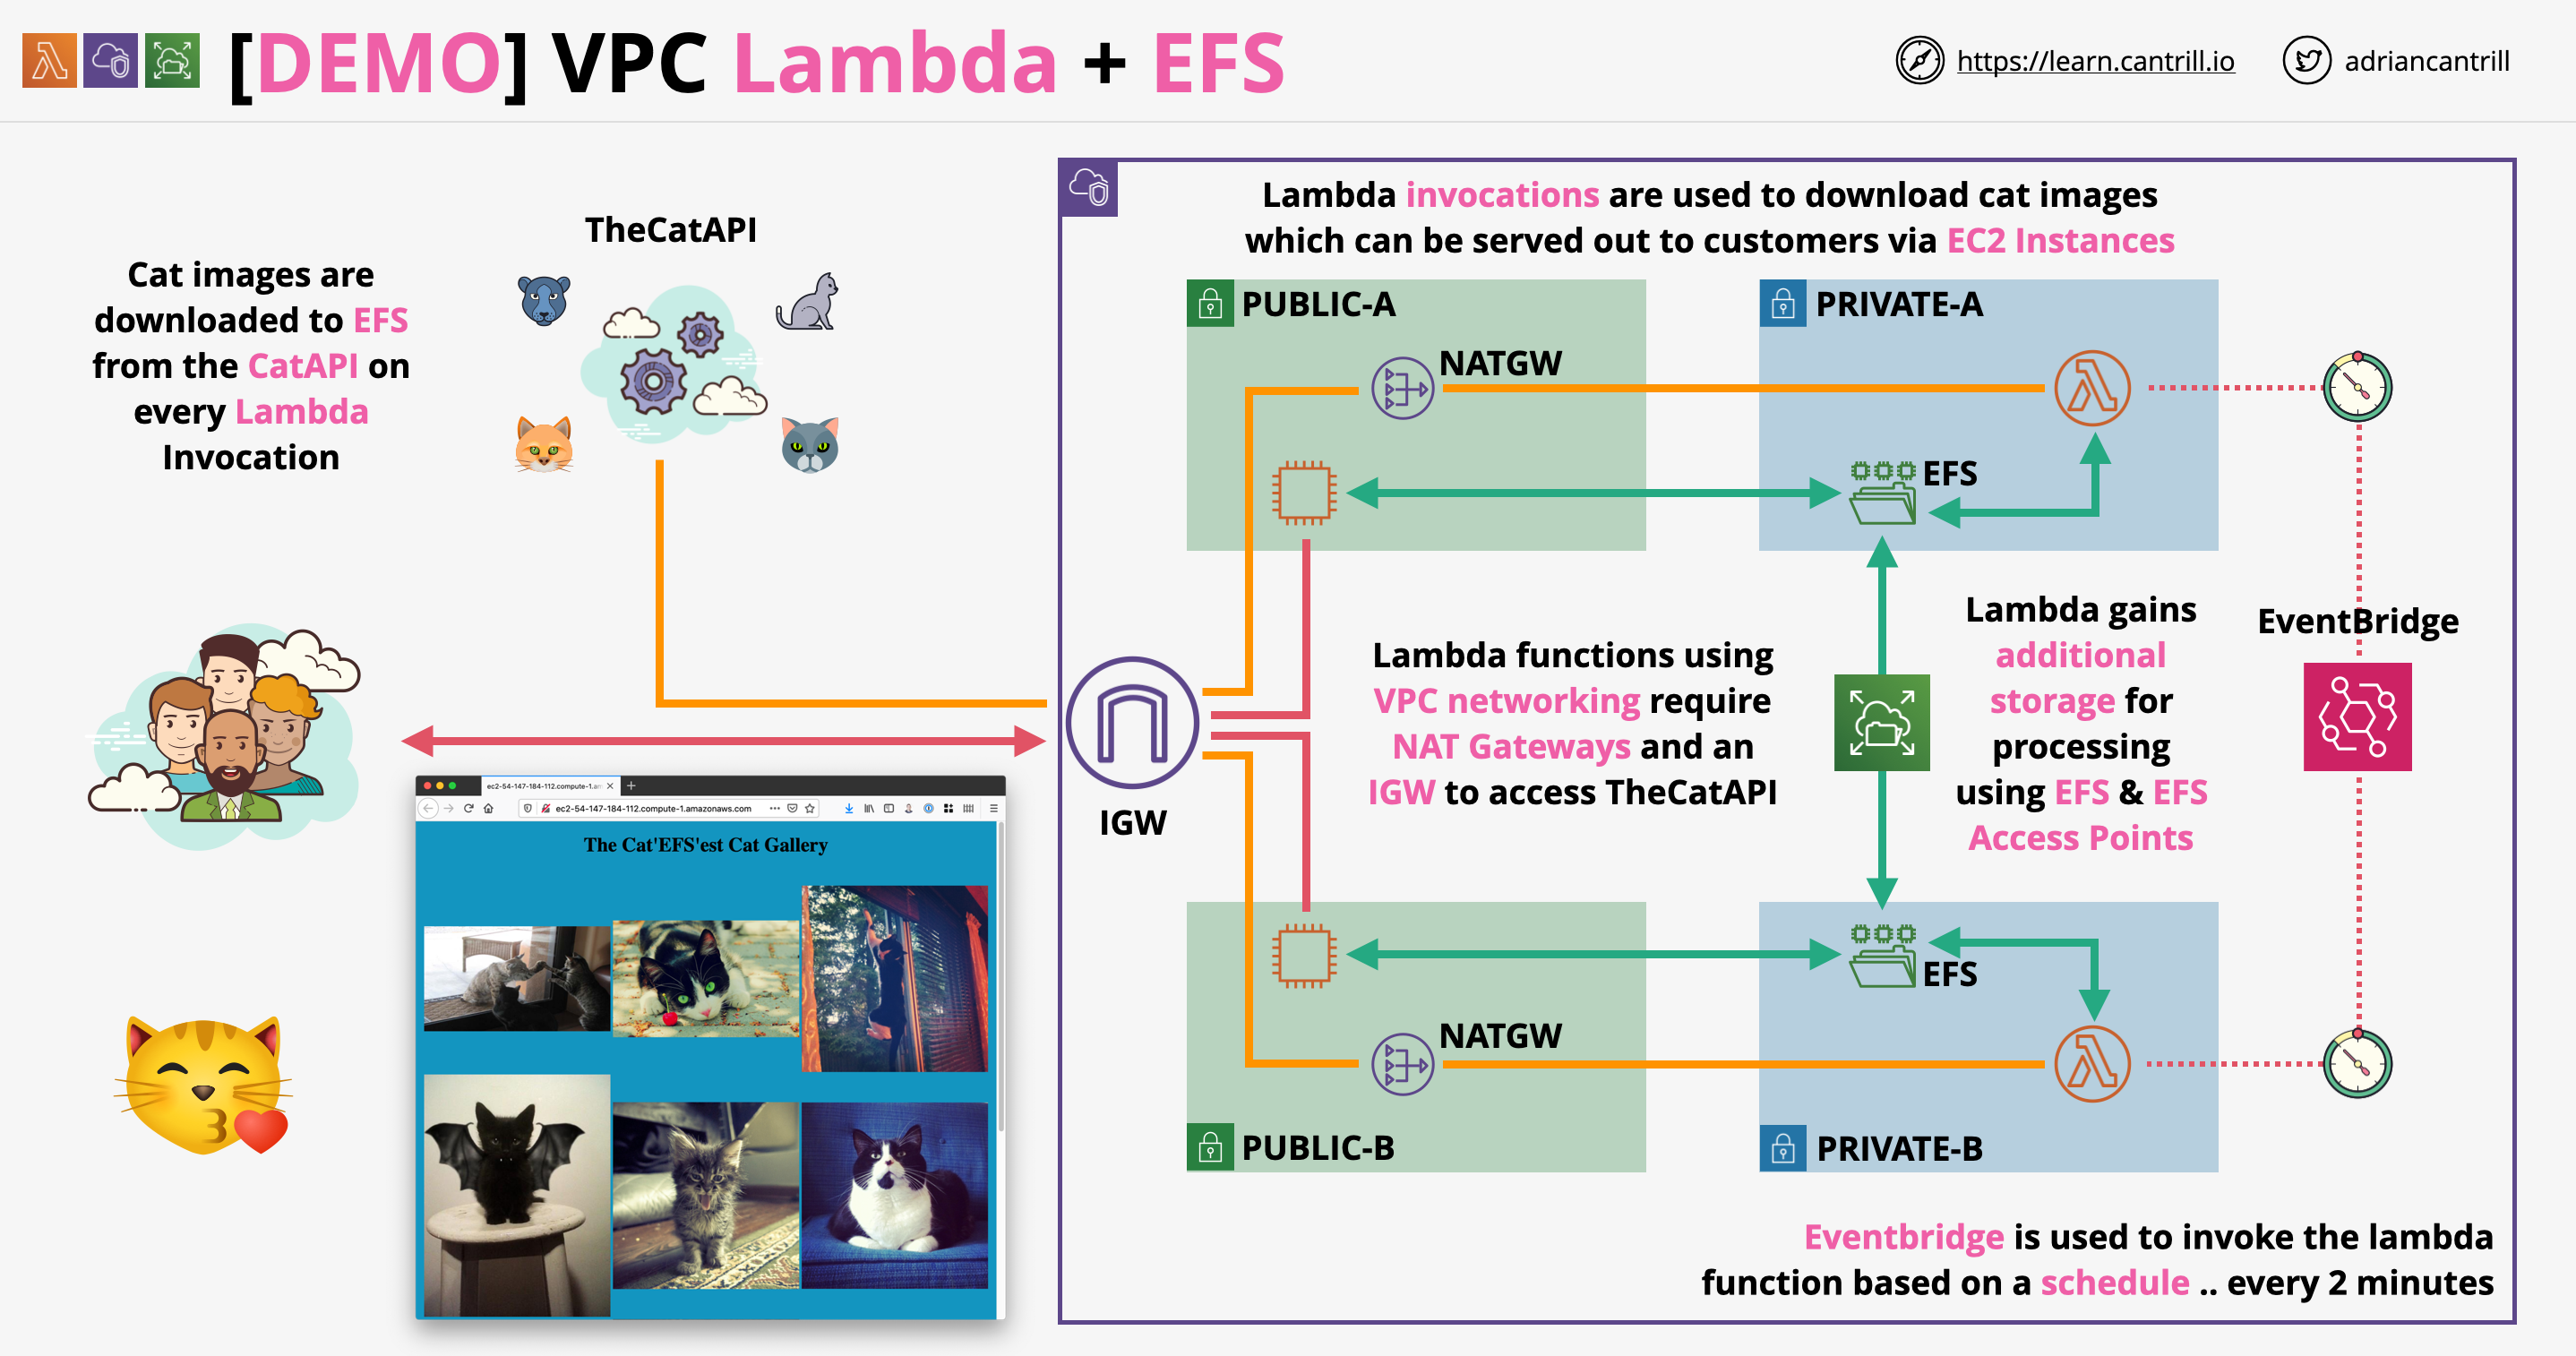 [DEMO] VPC Lambda + EFS
https://learn.cantrill.io
adriancantrill
Cat images are
downloaded to EFS
from the CatAPI on
every Lambda
Invocation
TheCatAPI
ec2-54-147-184-112.compute-1.am
ec2-54-147-184-112.compute-1.amazonaws.com
The Cat'EFS'est Cat Gallery
Lambda invocations are used to download cat images
which can be served out to customers via EC2 Instances
PUBLIC-A
NATGW
PRIVATE-A
EFS
IGW
Lambda functions using
VPC networking require
NAT Gateways and an
IGW to access TheCatAPI
Lambda gains
additional
storage for
processing
using EFS & EFS
Access Points
EventBridge
EFS
NATGW
PUBLIC-B
PRIVATE-B
Eventbridge is used to invoke the lambda
function based on a schedule .. every 2 minutes